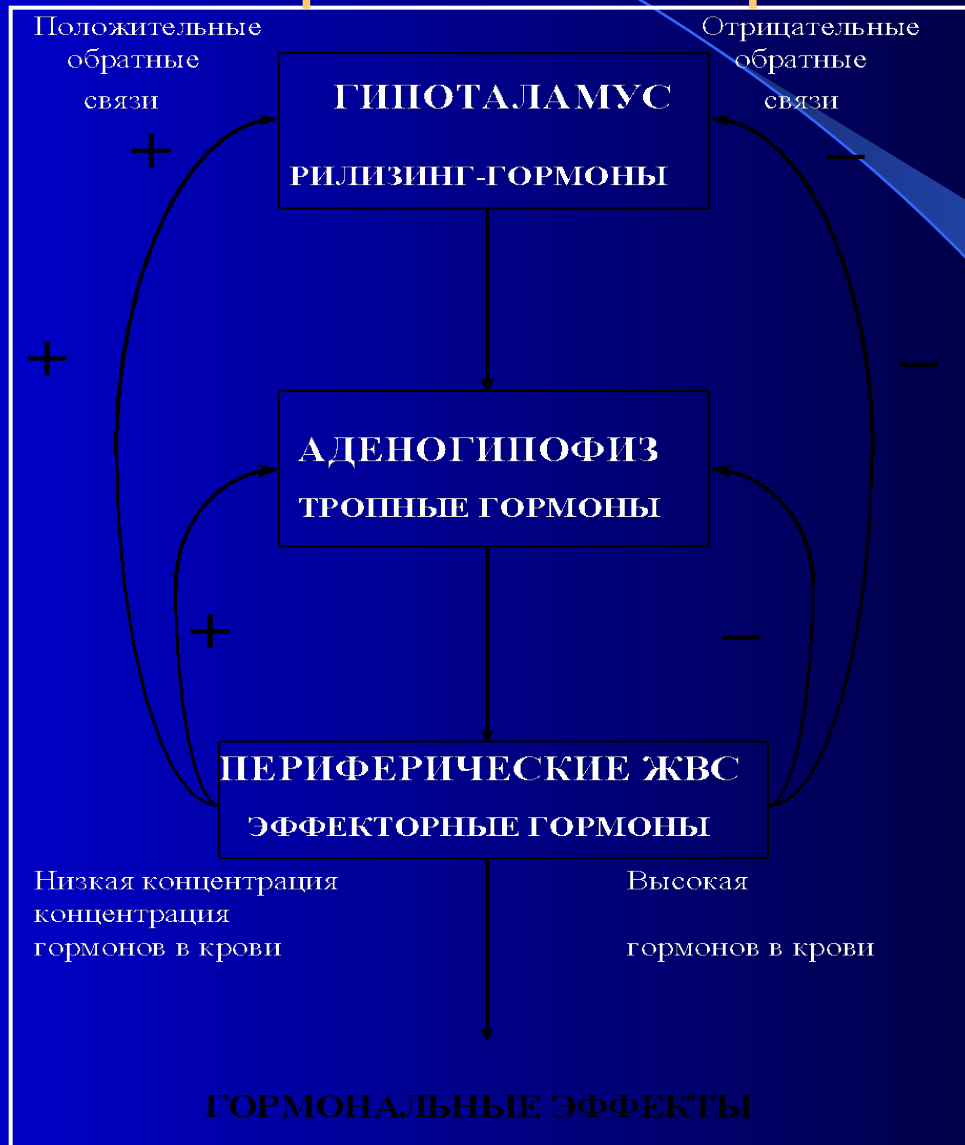 Положительные
обратные
связи
Отрицательные
обратные
связи
+
–
ГИПОТАЛАМУС
РИЛИЗИНГ-ГОРМОНЫ
+
–
АДЕНОГИПОФИЗ
ТРОПНЫЕ ГОРМОНЫ
+
–
ПЕРИФЕРИЧЕСКИЕ ЖВС
ЭФФЕКТОРНЫЕ ГОРМОНЫ
Низкая концентрация
концентрация
гормонов в крови
Высокая
гормонов в крови
ГОРМОНАЛЬНЫЕ ЭФФЕКТЫ